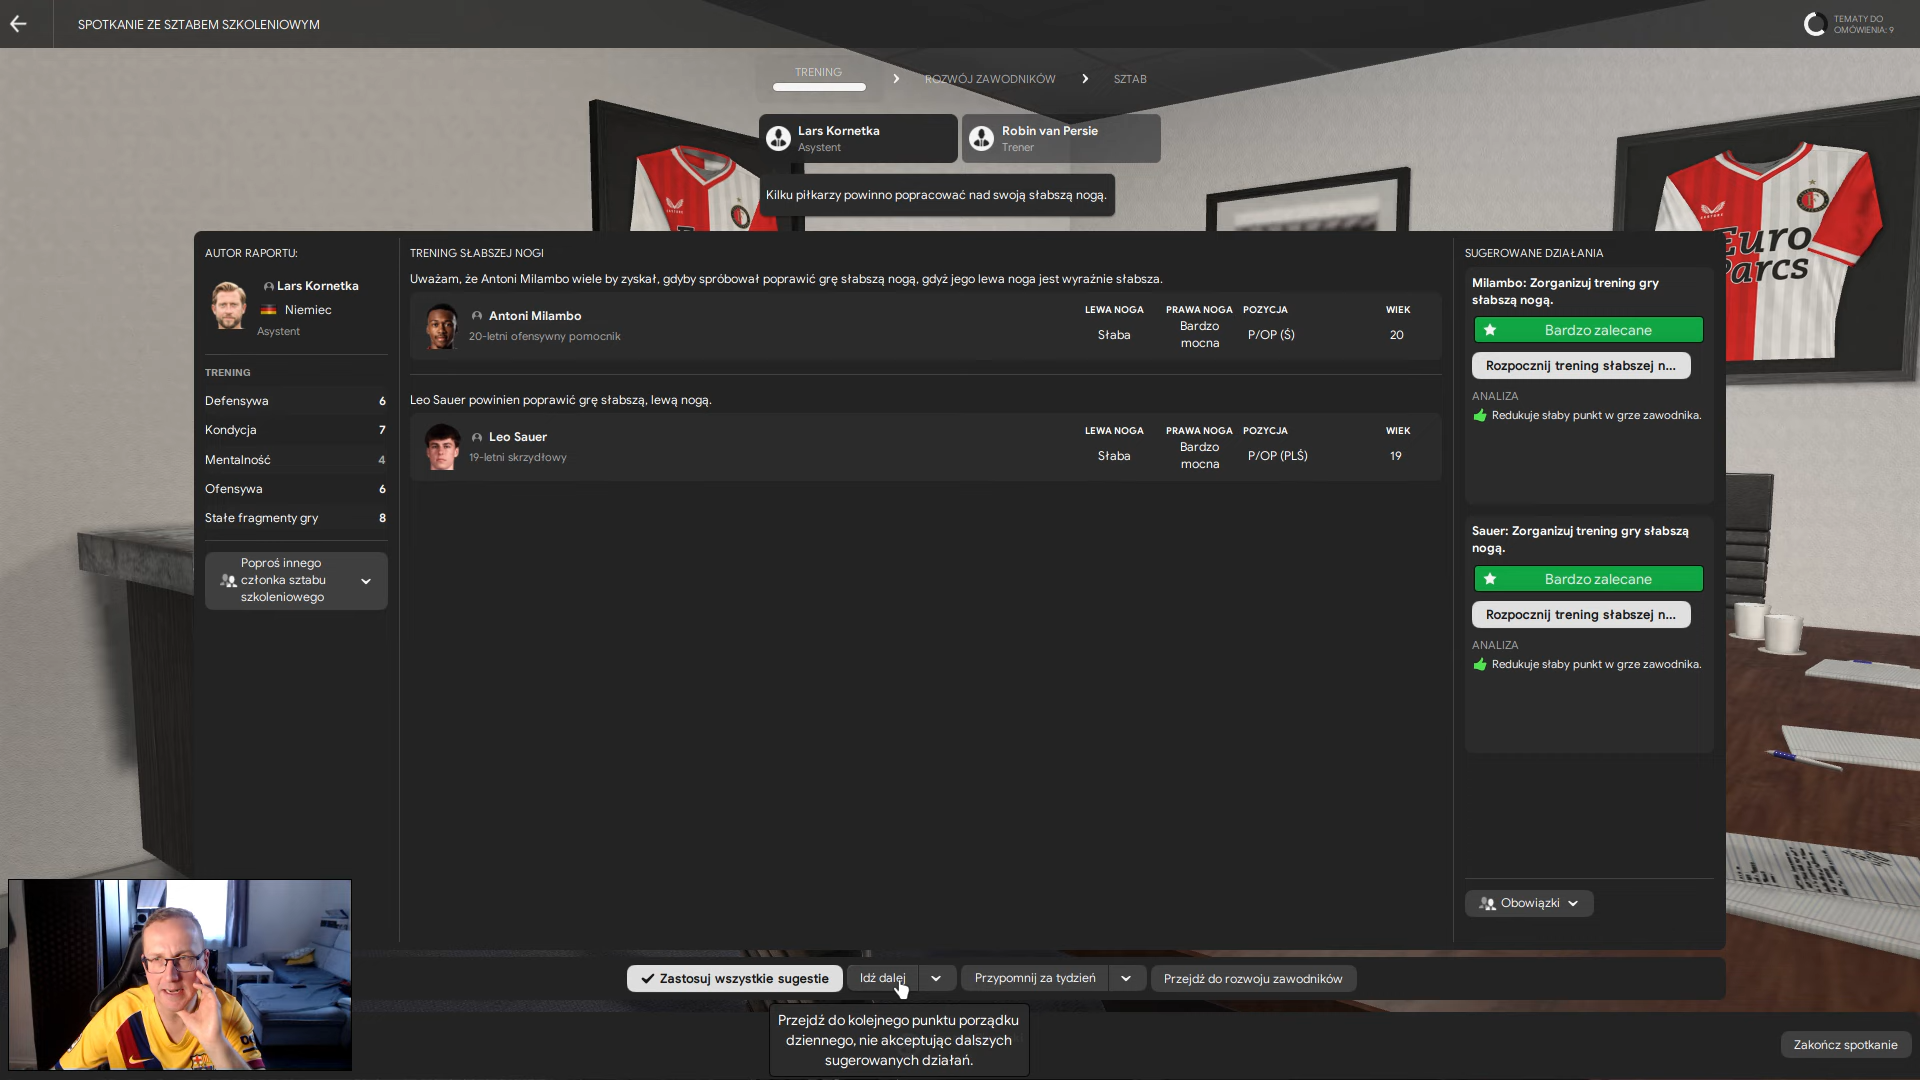 SPOTKANIE ZE SZTABEM SZKOLENIOWYM
TEMATY DO
OMÓWIENIA: 9
TRENING
ROZWÓJ ZAWODNIKÓW
SZTAB
Lars Kornetka
Asystent
Robin van Persie
Trener
Kilku piłkarzy powinno popracować nad swoją słabszą nogą.
Euro
Parcs
AUTOR RAPORTU:
Lars Kornetka
Niemiec
Asystent
TRENING
Defensywa 6
Kondycja 7
Mentalność 4
Ofensywa 6
Stałe fragmenty gry 8
Poproś innego
członka sztabu
szkoleniowego
TRENING SŁABSZEJ NOGI
Uważam, że Antoni Milambo wiele by zyskał, gdyby spróbował poprawić grę słabszą nogą, gdyż jego lewa noga jest wyraźnie słabsza.
Antoni Milambo
20-letni ofensywny pomocnik
LEWA NOGA PRAWA NOGA POZYCJA WIEK
Słaba Bardzo mocna P/OP (Ś) 20
Leo Sauer powinien poprawić grę słabszą, lewą nogą.
Leo Sauer
19-letni skrzydłowy
LEWA NOGA PRAWA NOGA POZYCJA WIEK
Słaba Bardzo mocna P/OP (PLŚ) 19
SUGEROWANE DZIAŁANIA
Milambo: Zorganizuj trening gry
słabszą nogą.
Bardzo zalecane
Rozpocznij trening słabszej n...
ANALIZA
Redukuje słaby punkt w grze zawodnika.
Sauer: Zorganizuj trening gry słabszą
nogą.
Bardzo zalecane
Rozpocznij trening słabszej n...
ANALIZA
Redukuje słaby punkt w grze zawodnika.
Obowiązki
Zastosuj wszystkie sugestie
Idź dalej
Przypomnij za tydzień
Przejdź do rozwoju zawodników
Przejdź do kolejnego punktu porządku
dziennego, nie akceptując dalszych
sugerowanych działań.
Zakończ spotkanie